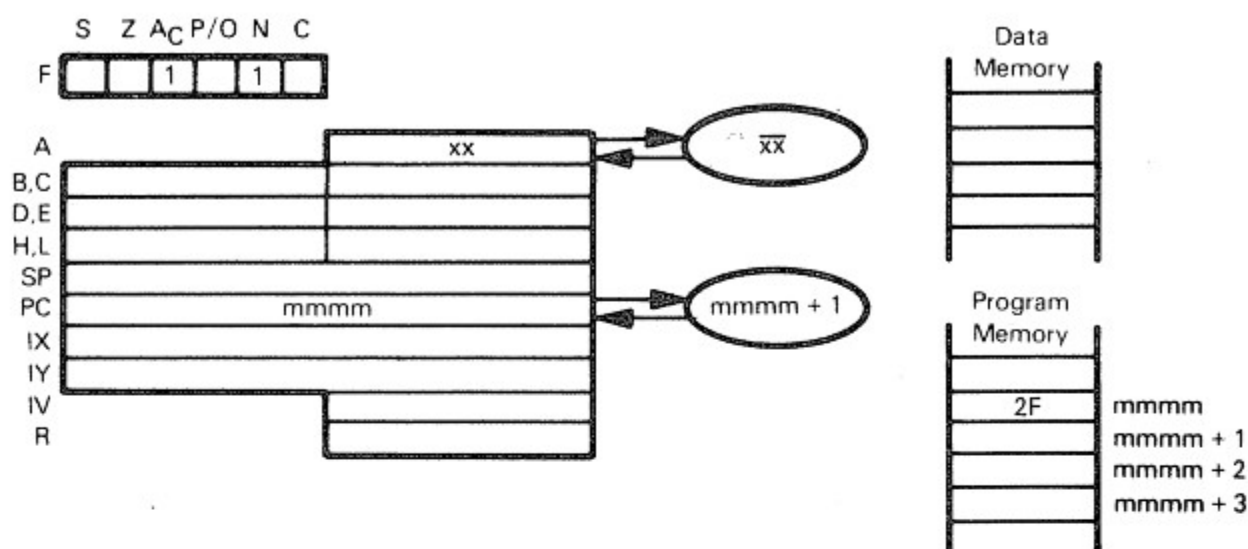 S Z AC P/O N C
F 1 1
A xx x̅x̅
B,C
D,E
H,L
SP
PC mmmm mmmm + 1
IX
IY
IV
R
Data
Memory
Program
Memory
2F mmmm
mmmm + 1
mmmm + 2
mmmm + 3